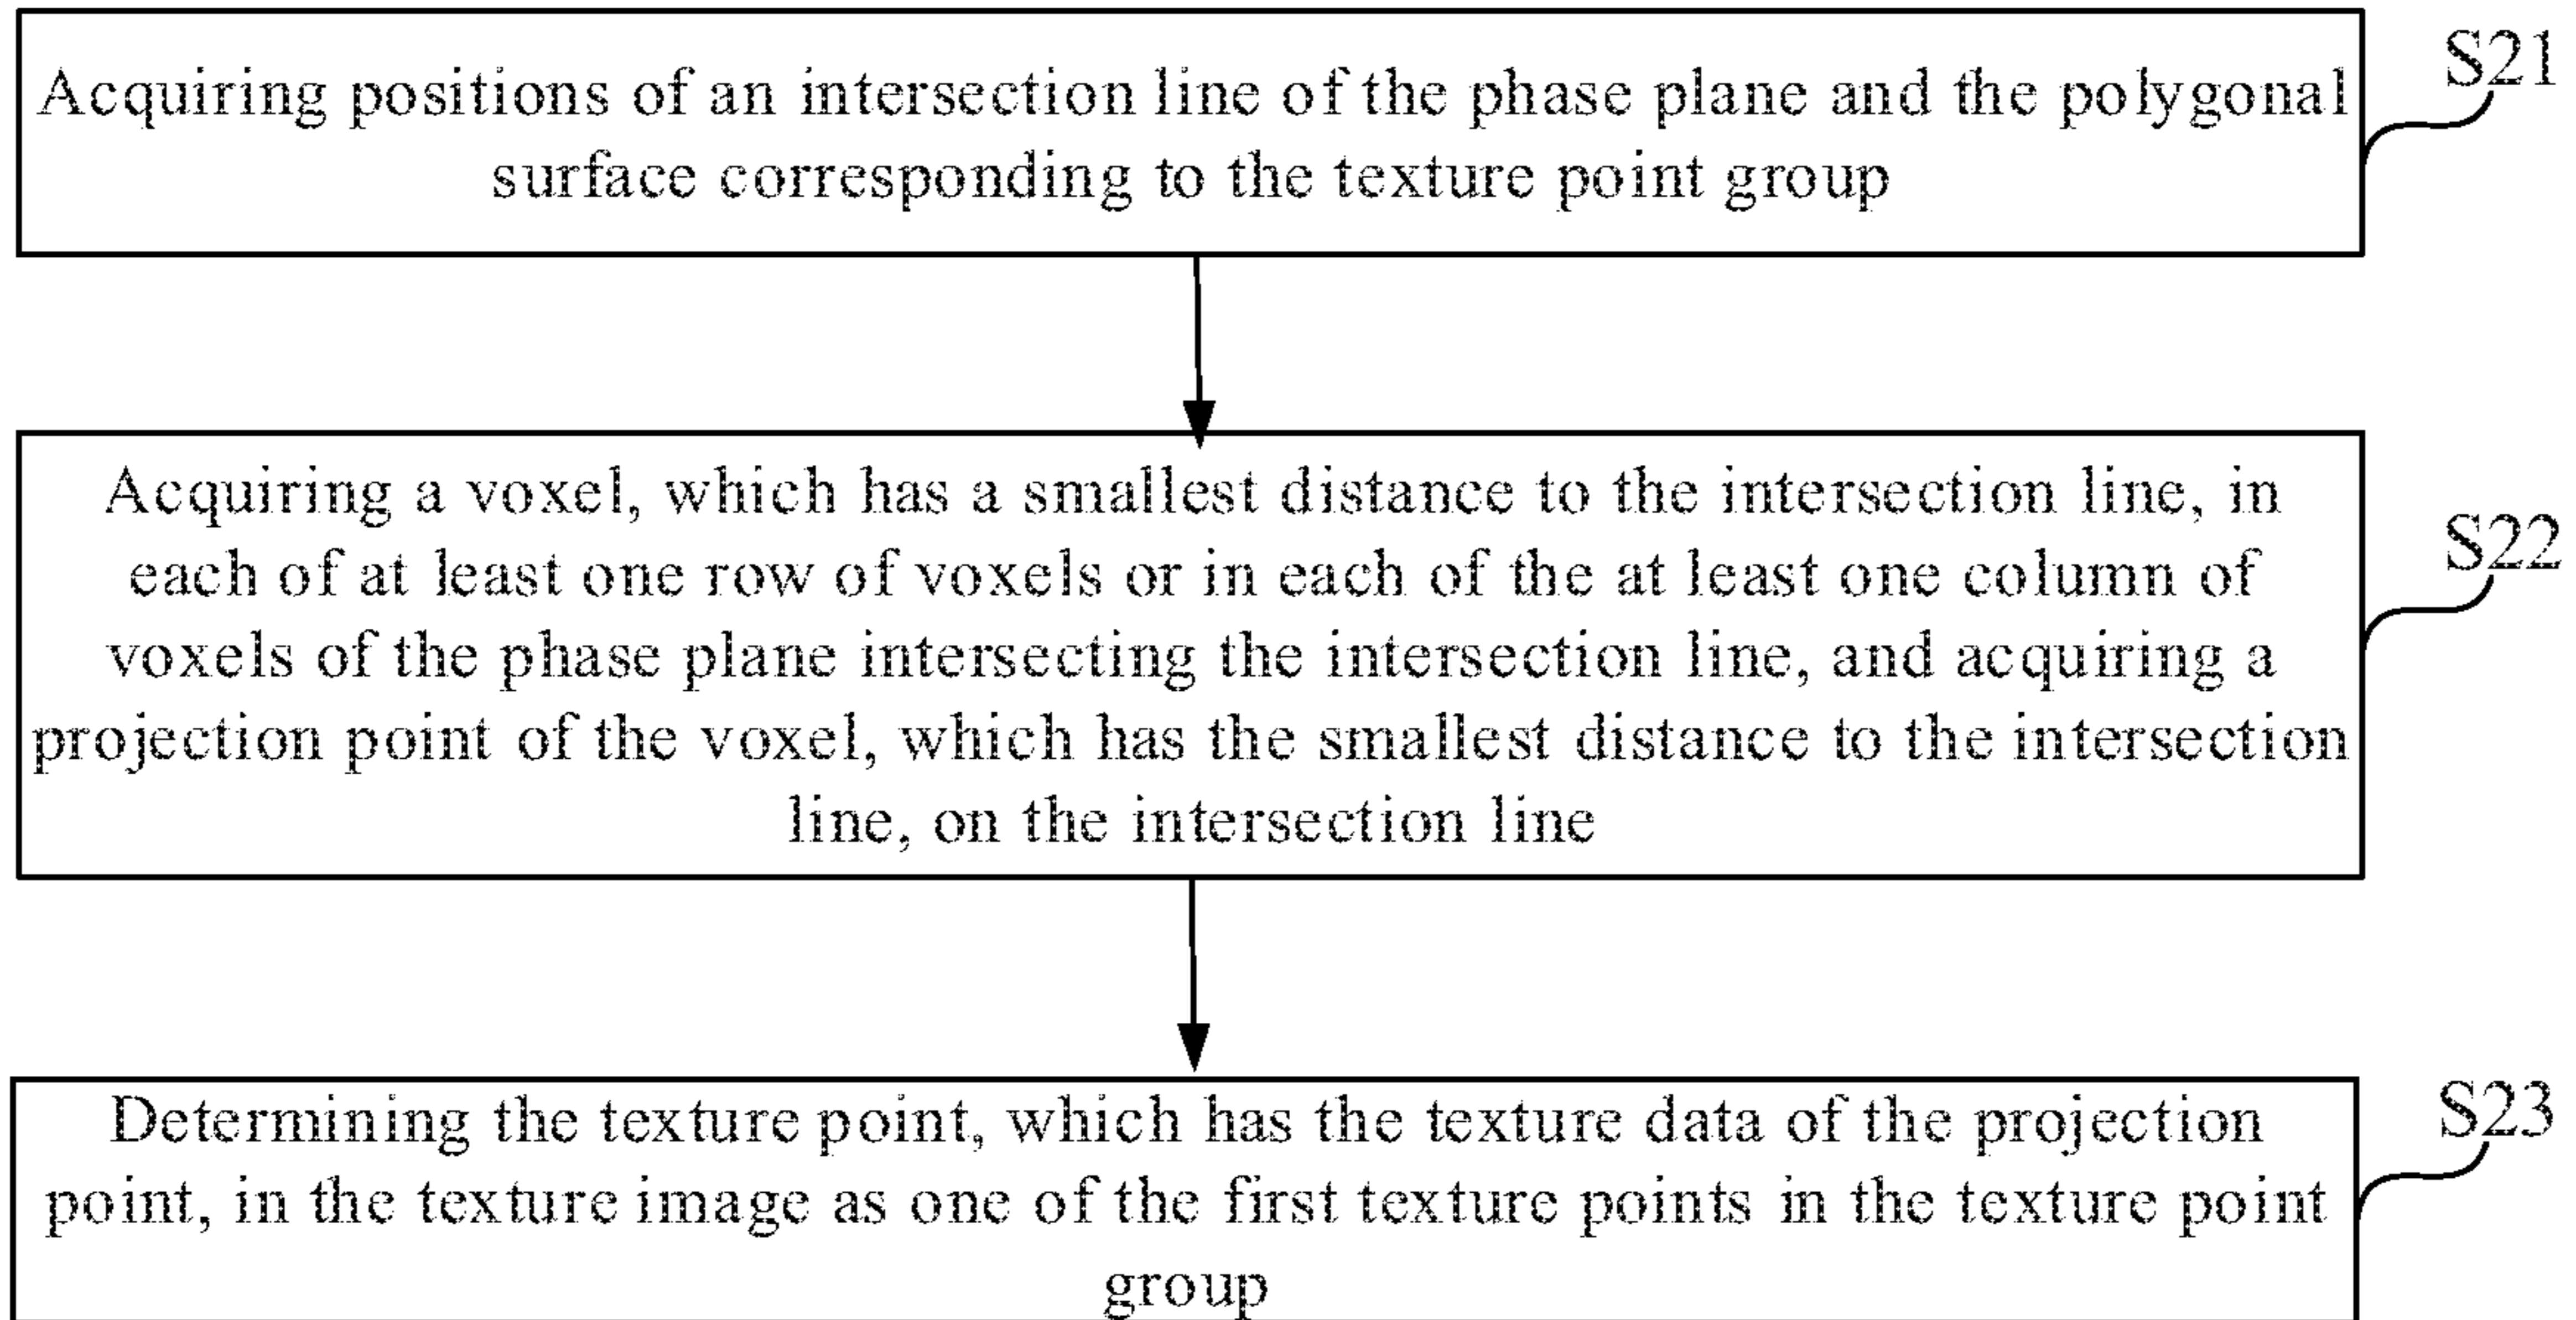 Acquiring positions of an intersection line of the phase plane and the polygonal
surface corresponding to the texture point group
S21
Acquiring a voxel, which has a smallest distance to the intersection line, in
each of at least one row of voxels or in each of the at least one column of
voxels of the phase plane intersecting the intersection line, and acquiring a
projection point of the voxel, which has the smallest distance to the intersection
line, on the intersection line
S22
Determining the texture point, which has the texture data of the projection
point, in the texture image as one of the first texture points in the texture point
group
S23